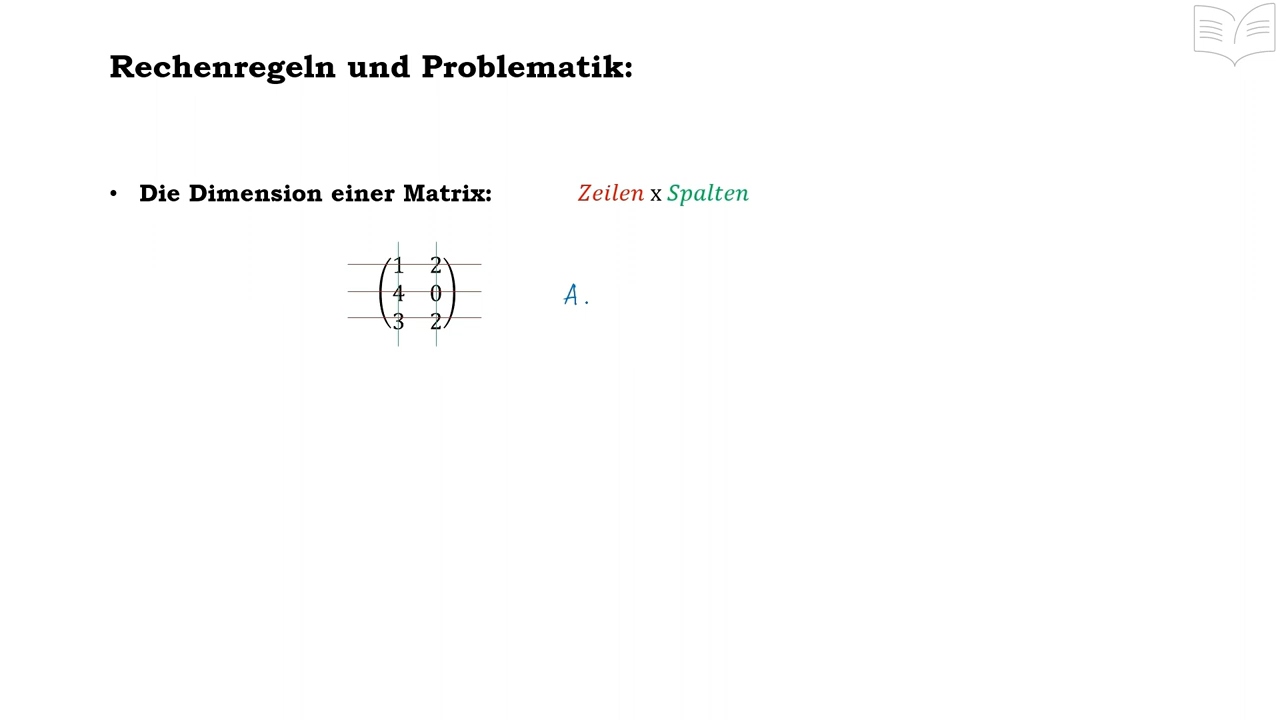 Rechenregeln und Problematik:
• Die Dimension einer Matrix: Zeilen x Spalten
1 2
4 0 A.
3 2